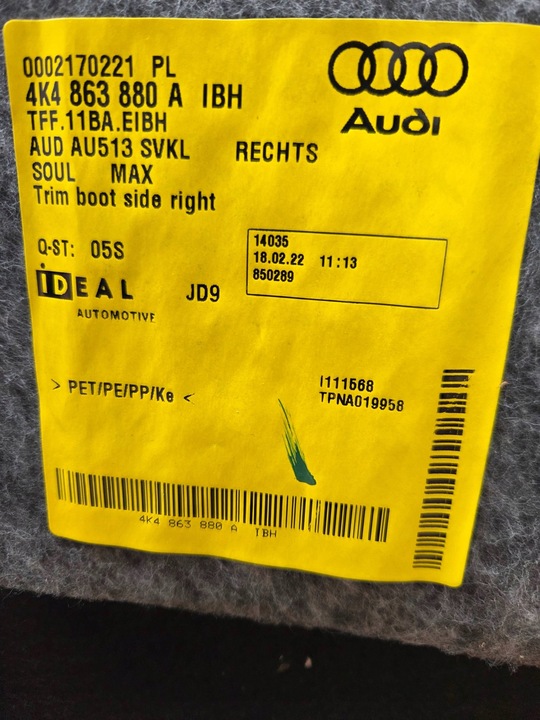 0002170221 PL
4K4 863 880 A IBH
TFF.11BA.EIBH
AUD AU513 SVKL RECHTS
SOUL MAX
Trim boot side right
Audi
Q-ST: 05S
14035
18.02.22 11:13
850289
IDEAL JD9
AUTOMOTIVE
> PET/PE/PP/Ke <
I111568
TPNA019958
4K4 863 880 A IBH